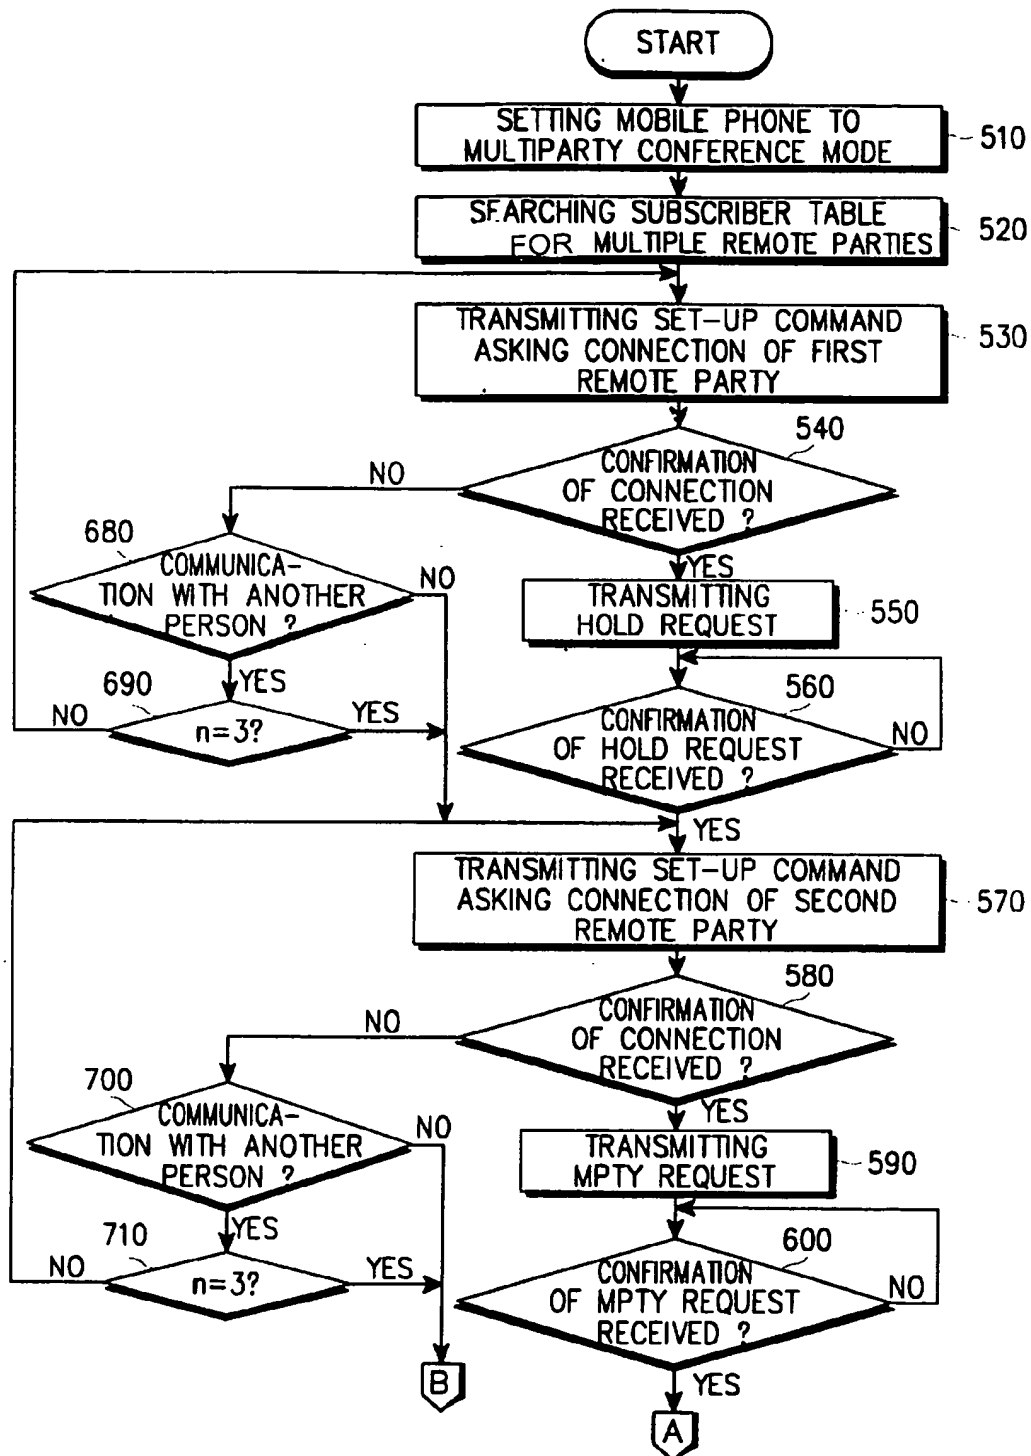 START
SETTING MOBILE PHONE TO
MULTIPARTY CONFERENCE MODE
510
SEARCHING SUBSCRIBER TABLE
FOR MULTIPLE REMOTE PARTIES
520
TRANSMITTING SET-UP COMMAND
ASKING CONNECTION OF FIRST
REMOTE PARTY
530
540
CONFIRMATION
OF CONNECTION
RECEIVED ?
NO
YES
680
COMMUNICA-
TION WITH ANOTHER
PERSON ?
NO
YES
TRANSMITTING
HOLD REQUEST
550
690
n=3?
NO
YES
560
CONFIRMATION
OF HOLD REQUEST
RECEIVED ?
NO
YES
TRANSMITTING SET-UP COMMAND
ASKING CONNECTION OF SECOND
REMOTE PARTY
570
580
CONFIRMATION
OF CONNECTION
RECEIVED ?
NO
YES
700
COMMUNICA-
TION WITH ANOTHER
PERSON ?
NO
YES
TRANSMITTING
MPTY REQUEST
590
710
n=3?
NO
YES
600
CONFIRMATION
OF MPTY REQUEST
RECEIVED ?
NO
YES
B
A